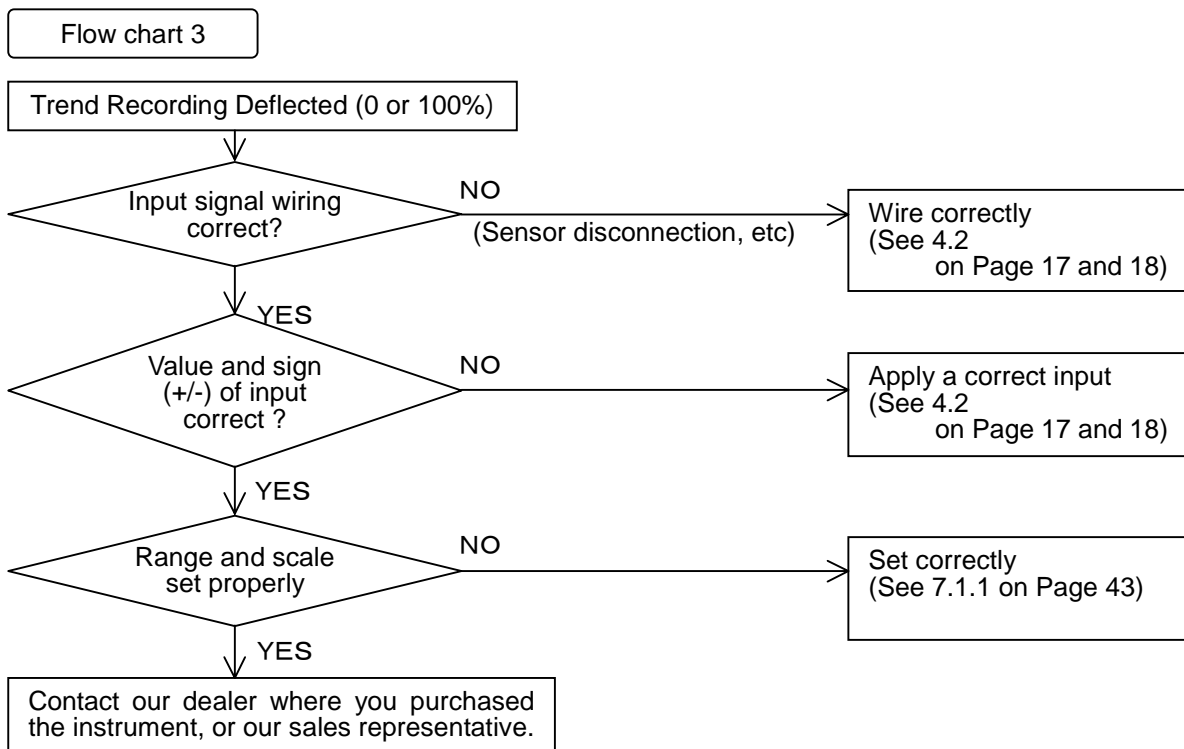 Flow chart 3
Trend Recording Deflected (0 or 100%)
Input signal wiring
correct?
NO
(Sensor disconnection, etc)
Wire correctly
(See 4.2
on Page 17 and 18)
YES
Value and sign
(+/-) of input
correct ?
NO
Apply a correct input
(See 4.2
on Page 17 and 18)
YES
Range and scale
set properly
NO
Set correctly
(See 7.1.1 on Page 43)
YES
Contact our dealer where you purchased
the instrument, or our sales representative.